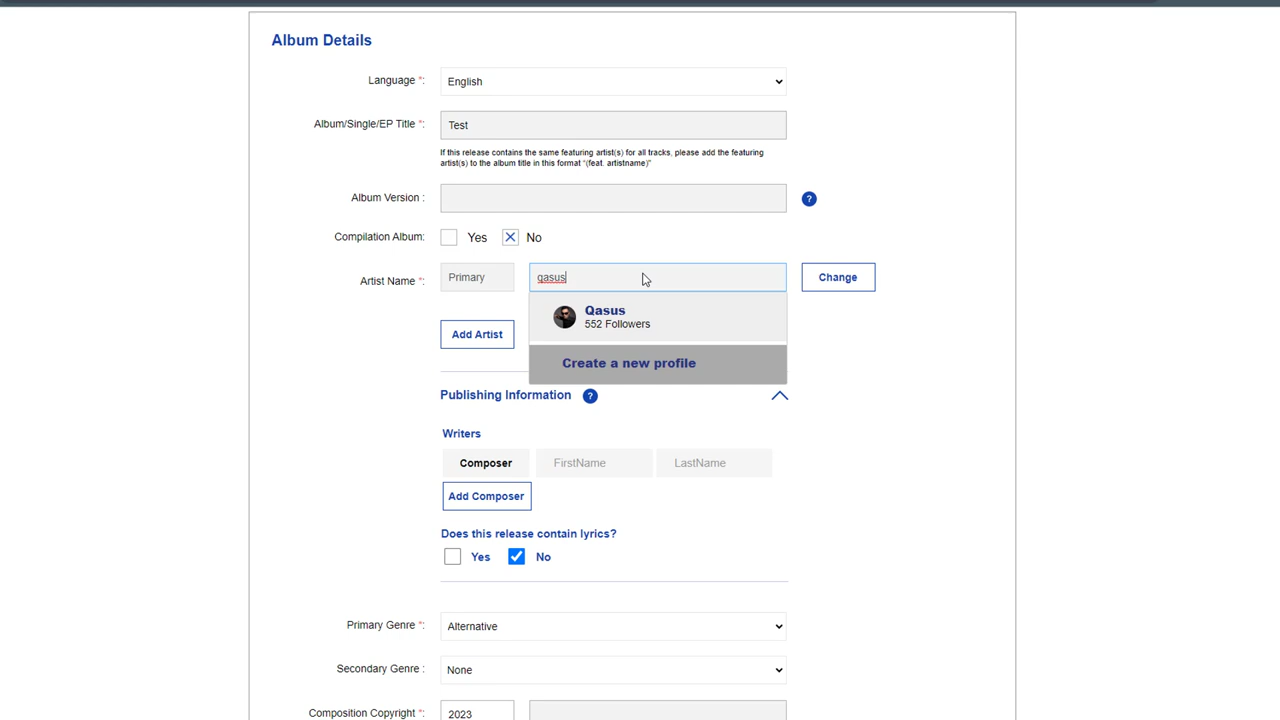 Album Details
Language *:
English
Album/Single/EP Title *:
Test
If this release contains the same featuring artist(s) for all tracks, please add the featuring
artist(s) to the album title in this format “(feat. artistname)”
Album Version :
?
Compilation Album:
Yes
No
Artist Name *:
Primary
qasus
Change
Qasus
552 Followers
Add Artist
Create a new profile
Publishing Information
?
Writers
Composer
FirstName
LastName
Add Composer
Does this release contain lyrics?
Yes
No
Primary Genre *:
Alternative
Secondary Genre :
None
Composition Copyright *:
2023